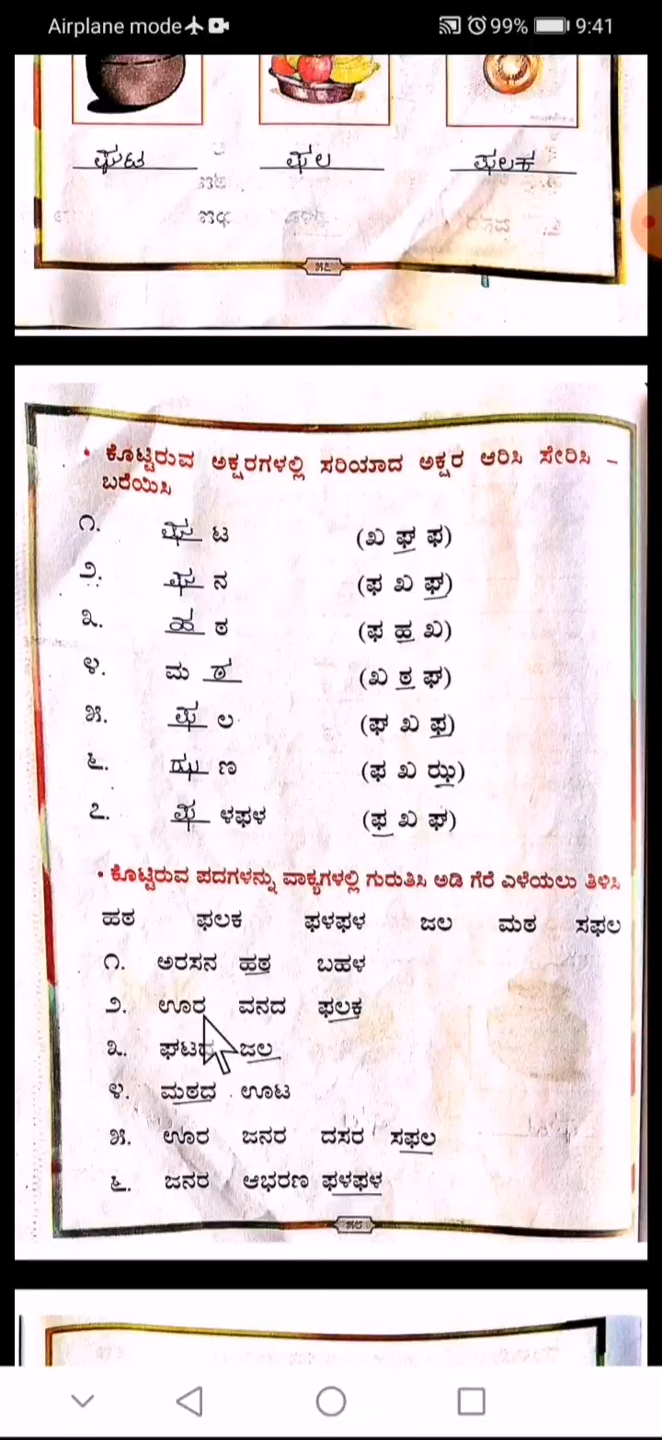 Airplane mode 99% 9:41
ಘಟ ಫಲ ಫಲಕ
• ಕೊಟ್ಟಿರುವ ಅಕ್ಷರಗಳಲ್ಲಿ ಸರಿಯಾದ ಅಕ್ಷರ ಆರಿಸಿ ಸೇರಿಸಿ –
ಬರೆಯಿಸಿ
೧. ಘ ಟ (ಖ ಘ ಫ)
೨. ಘ ನ (ಫ ಖ ಘ)
೩. ಹ ಠ (ಫ ಹ ಖ)
೪. ಮ ಠ (ಖ ಠ ಘ)
೫. ಫ ಲ (ಘ ಖ ಫ)
೬. ಝ ಣ (ಫ ಖ ಝ)
೭. ಫ ಳಫಳ (ಫ ಖ ಘ)
• ಕೊಟ್ಟಿರುವ ಪದಗಳನ್ನು ವಾಕ್ಯಗಳಲ್ಲಿ ಗುರುತಿಸಿ ಅಡಿ ಗೆರೆ ಎಳೆಯಲು ತಿಳಿಸಿ
ಹಠ ಫಲಕ ಫಳಫಳ ಜಲ ಮಠ ಸಫಲ
೧. ಅರಸನ ಹಠ ಬಹಳ
೨. ಊರ ವನದ ಫಲಕ
೩. ಜಲ
೪. ಮಠದ ಊಟ
೫. ಊರ ಜನರ ದಸರ ಸಫಲ
೬. ಜನರ ಆಭರಣ ಫಳಫಳ